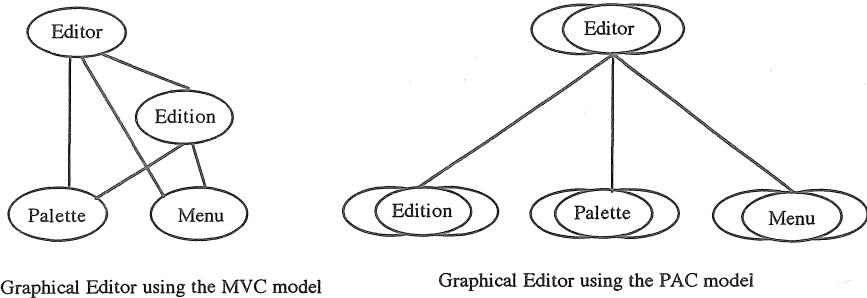 Editor
Edition
Palette
Menu
Graphical Editor using the MVC model
Editor
Edition
Palette
Menu
Graphical Editor using the PAC model